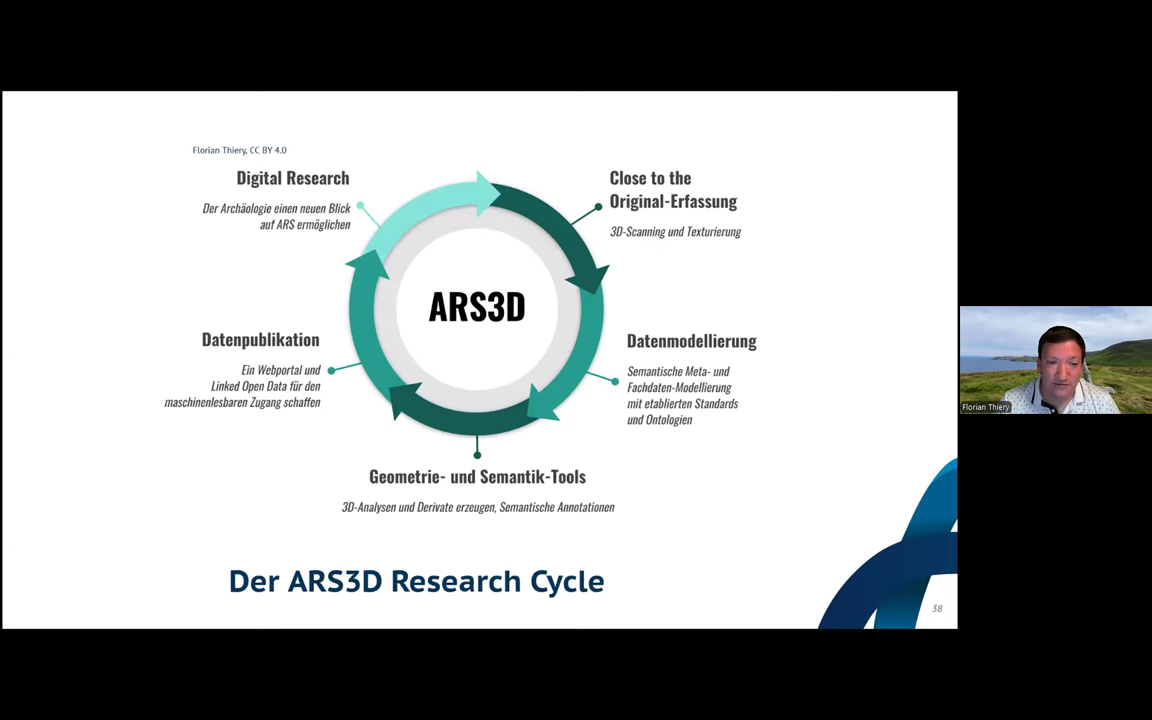 Florian Thiery, CC BY 4.0
Digital Research
Der Archäologie einen neuen Blick
auf ARS ermöglichen
Close to the
Original-Erfassung
3D-Scanning und Texturierung
ARS3D
Datenpublikation
Ein Webportal und
Linked Open Data für den
maschinenlesbaren Zugang schaffen
Datenmodellierung
Semantische Meta- und
Fachdaten-Modellierung
mit etablierten Standards
und Ontologien
Geometrie- und Semantik-Tools
3D-Analysen und Derivate erzeugen, Semantische Annotationen
Der ARS3D Research Cycle
38
Florian Thiery